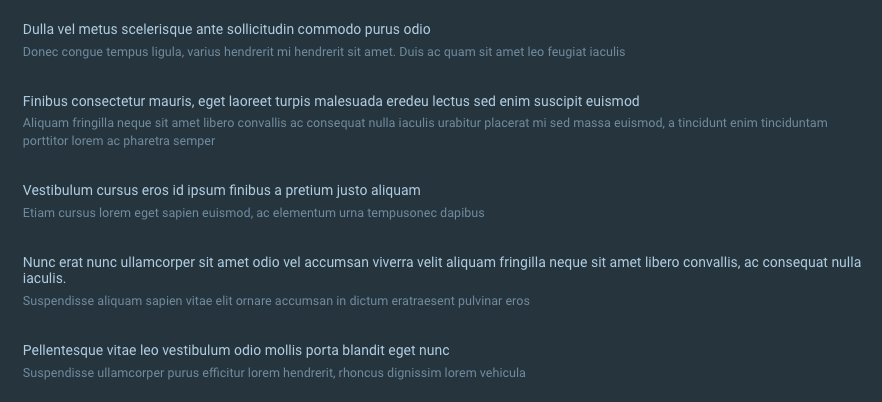 Dulla vel metus scelerisque ante sollicitudin commodo purus odio
Donec congue tempus ligula, varius hendrerit mi hendrerit sit amet. Duis ac quam sit amet leo feugiat iaculis
Finibus consectetur mauris, eget laoreet turpis malesuada eredeu lectus sed enim suscipit euismod
Aliquam fringilla neque sit amet libero convallis ac consequat nulla iaculis urabitur placerat mi sed massa euismod, a tincidunt enim tinciduntam
porttitor lorem ac pharetra semper
Vestibulum cursus eros id ipsum finibus a pretium justo aliquam
Etiam cursus lorem eget sapien euismod, ac elementum urna tempusonec dapibus
Nunc erat nunc ullamcorper sit amet odio vel accumsan viverra velit aliquam fringilla neque sit amet libero convallis, ac consequat nulla
iaculis.
Suspendisse aliquam sapien vitae elit ornare accumsan in dictum eratraesent pulvinar eros
Pellentesque vitae leo vestibulum odio mollis porta blandit eget nunc
Suspendisse ullamcorper purus efficitur lorem hendrerit, rhoncus dignissim lorem vehicula